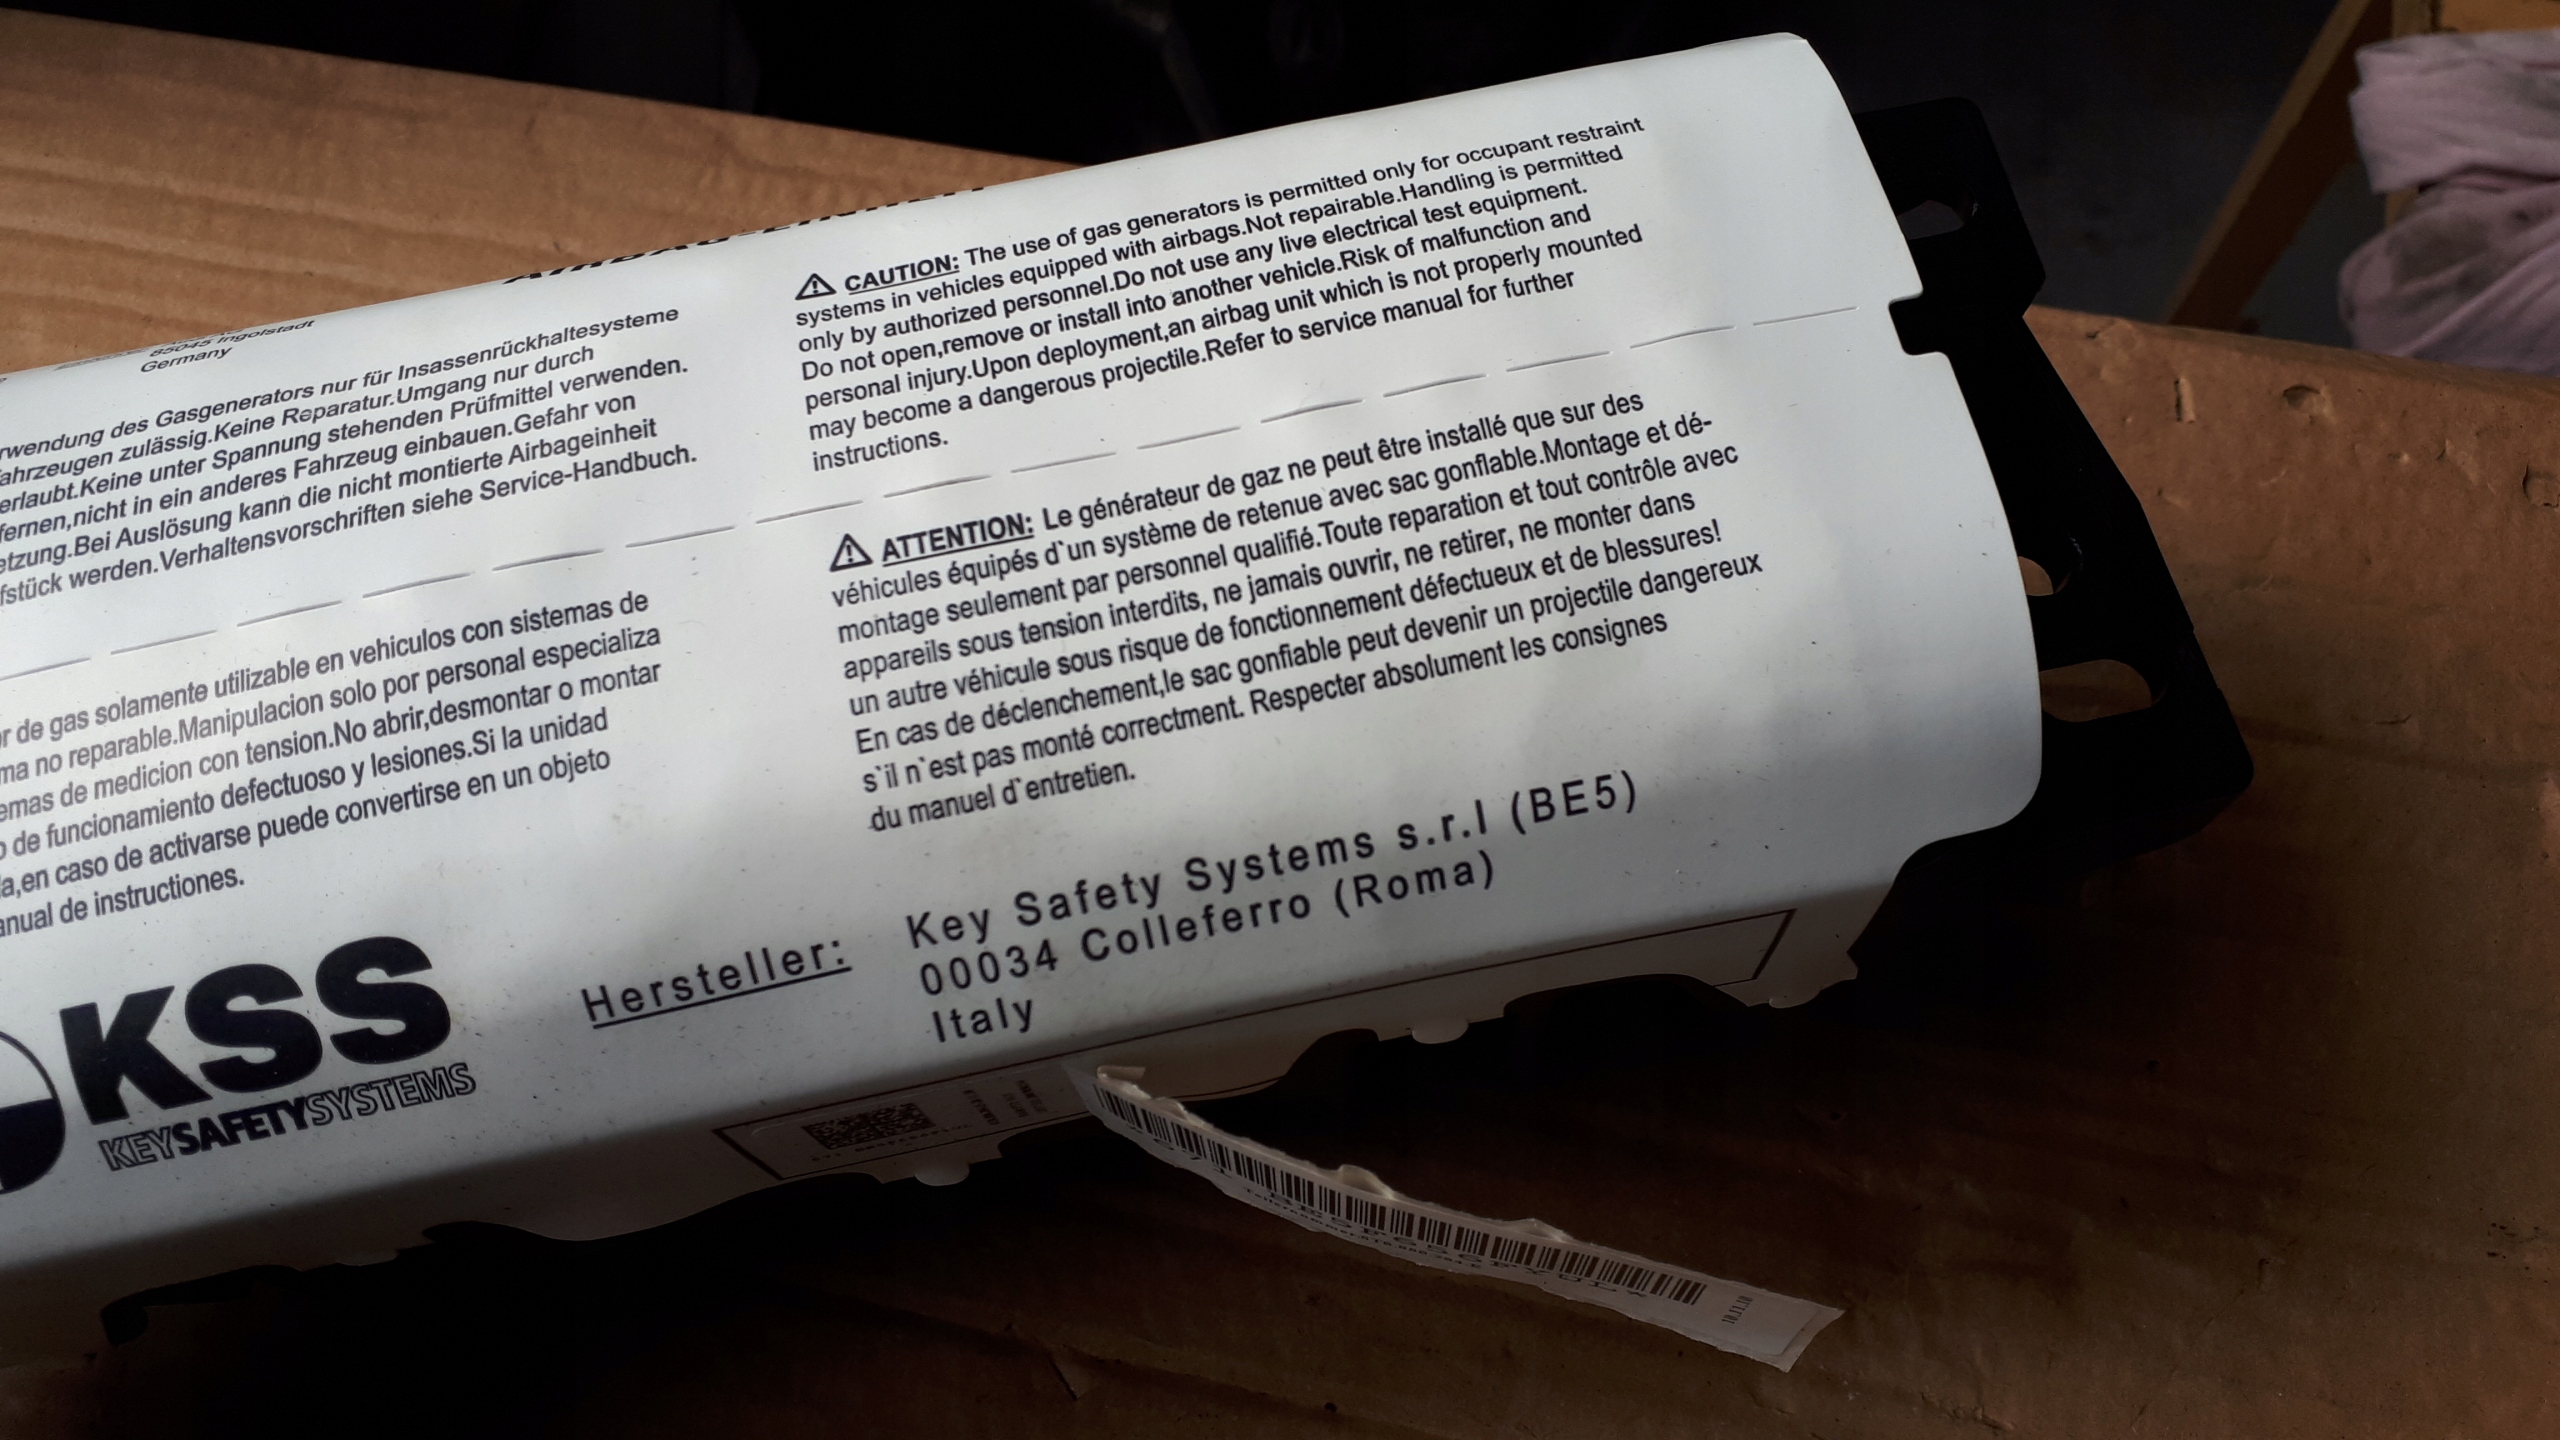 85045 Ingolstadt
Germany
des Gasgenerators nur für Insassenrückhaltesysteme
zulässig.Keine Reparatur.Umgang nur durch
erlaubt.Keine unter Spannung stehenden Prüfmittel verwenden.
nicht in ein anderes Fahrzeug einbauen.Gefahr von
Bei Auslösung kann die nicht montierte Airbageinheit
werden.Verhaltensvorschriften siehe Service-Handbuch.
⚠ CAUTION: The use of gas generators is permitted only for occupant restraint
systems in vehicles equipped with airbags.Not repairable.Handling is permitted
only by authorized personnel.Do not use any live electrical test equipment.
Do not open,remove or install into another vehicle.Risk of malfunction and
personal injury.Upon deployment,an airbag unit which is not properly mounted
may become a dangerous projectile.Refer to service manual for further
instructions.
de gas solamente utilizable en vehiculos con sistemas de
no reparable.Manipulacion solo por personal especializa
de medicion con tension.No abrir,desmontar o montar
de funcionamiento defectuoso y lesiones.Si la unidad
en caso de activarse puede convertirse en un objeto
de instructiones.
⚠ ATTENTION: Le générateur de gaz ne peut être installé que sur des
véhicules équipés d`un système de retenue avec sac gonflable.Montage et dé-
montage seulement par personnel qualifié.Toute reparation et tout contrôle avec
appareils sous tension interdits, ne jamais ouvrir, ne retirer, ne monter dans
un autre véhicule sous risque de fonctionnement défectueux et de blessures!
En cas de déclenchement,le sac gonfiable peut devenir un projectile dangereux
s`il n`est pas monté correctment. Respecter absolument les consignes
du manuel d`entretien.
KSS
KEYSAFETYSYSTEMS
Hersteller: Key Safety Systems s.r.l (BE5)
00034 Colleferro (Roma)
Italy